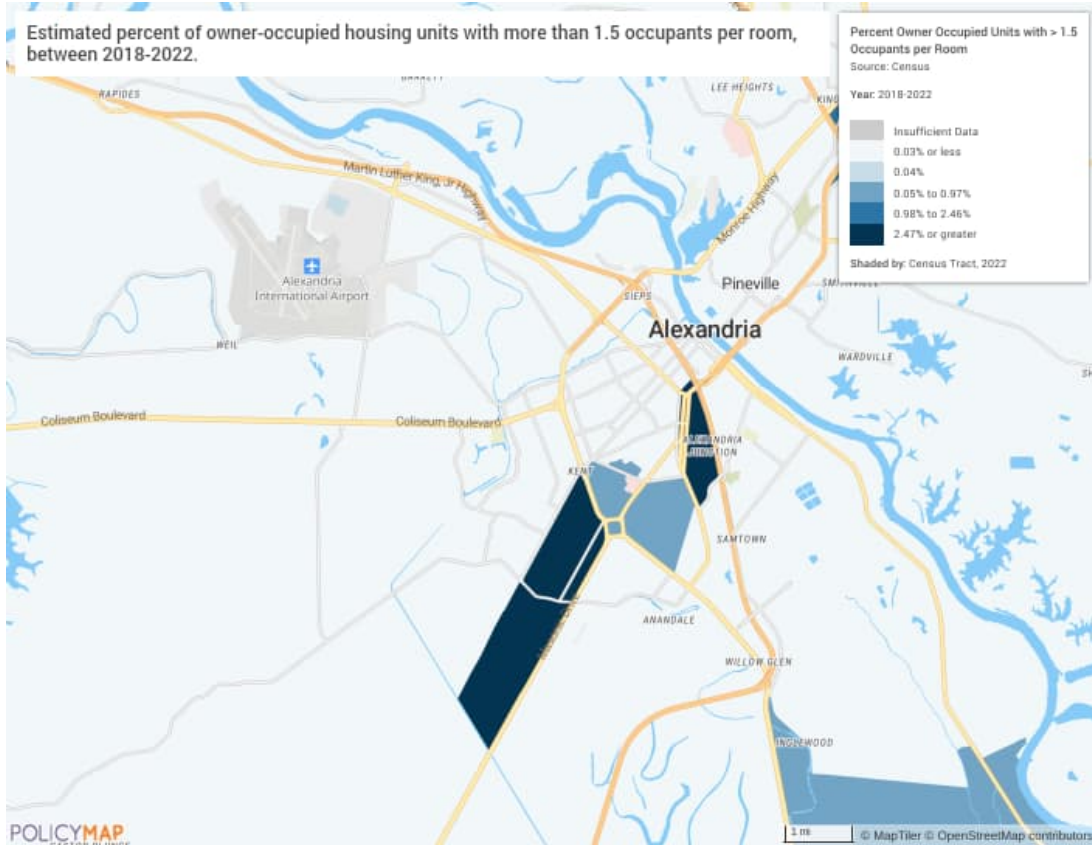 Estimated percent of owner-occupied housing units with more than 1.5 occupants per room,
between 2018-2022.
Percent Owner Occupied Units with > 1.5
Occupants per Room
Source: Census
Year: 2018-2022
Insufficient Data
0.03% or less
0.04%
0.05% to 0.97%
0.98% to 2.46%
2.47% or greater
Shaded by: Census Tract, 2022
RAPIDES
LEE HEIGHTS
KING
Martin Luther King, Jr Highway
Monroe Highway
Alexandria
International Airport
Pineville
SIEPS
Alexandria
WEIL
WARDVILLE
SH
Coliseum Boulevard
Coliseum Boulevard
ALEXANDRIA
JUNCTION
KENT
SAMTOWN
ANANDALE
WILLOW GLEN
INGLEWOOD
POLICYMAP
1 mi
© MapTiler © OpenStreetMap contributors